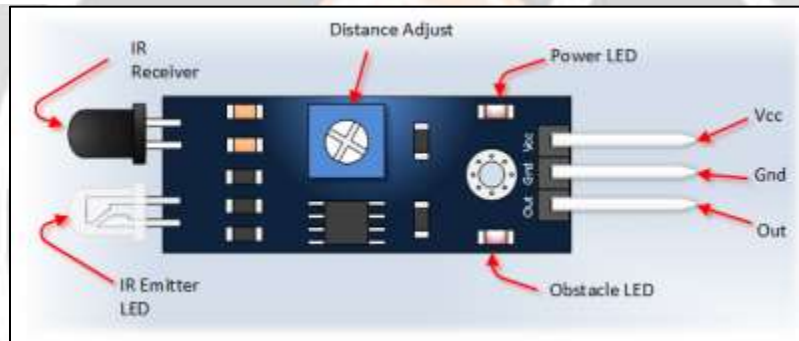 Distance Adjust
IR
Receiver
Power LED
Vcc
Gnd
Out
Vcc
Gnd
Out
IR Emitter
LED
Obstacle LED